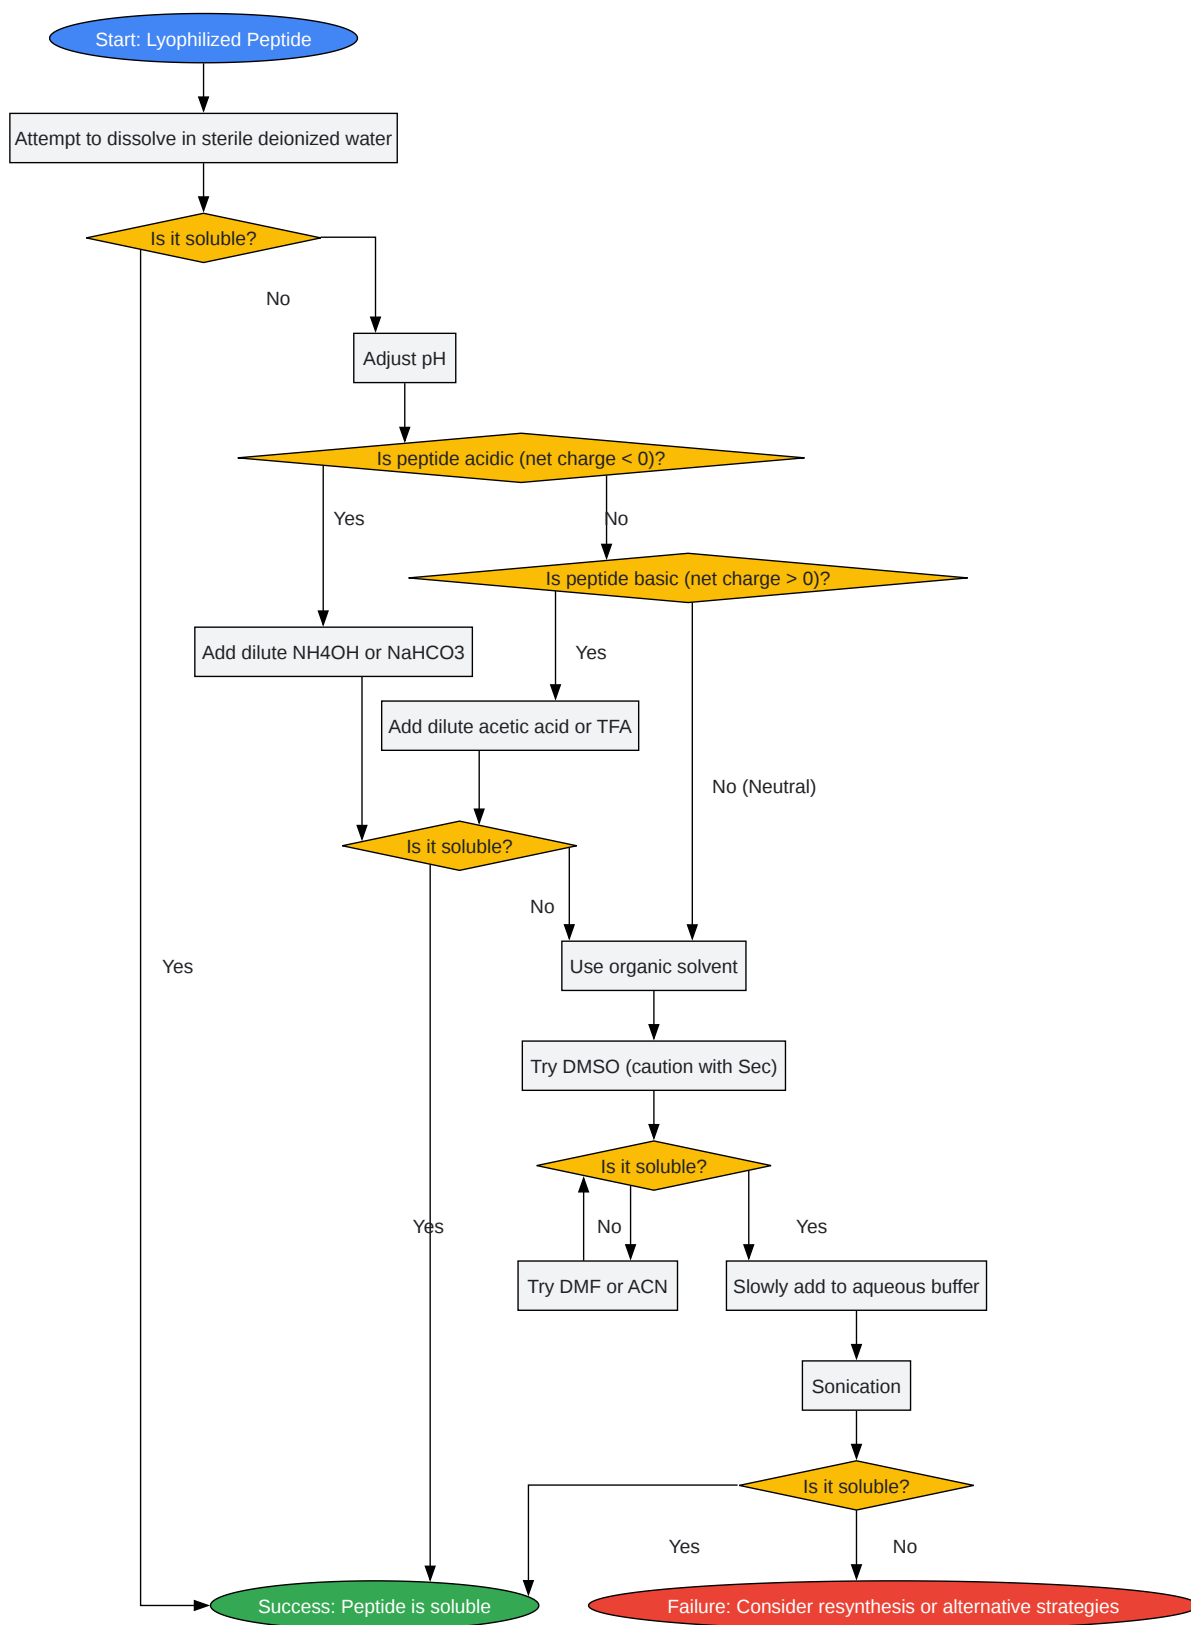 Start: Lyophilized Peptide
Attempt to dissolve in sterile deionized water
Is it soluble?
No
Adjust pH
Is peptide acidic (net charge < 0)?
Yes
No
Is peptide basic (net charge > 0)?
Add dilute NH4OH or NaHCO3
Yes
Add dilute acetic acid or TFA
No (Neutral)
Is it soluble?
No
Yes
Use organic solvent
Try DMSO (caution with Sec)
Is it soluble?
Yes
No
Yes
Try DMF or ACN
Slowly add to aqueous buffer
Sonication
Is it soluble?
Yes
No
Success: Peptide is soluble
Failure: Consider resynthesis or alternative strategies